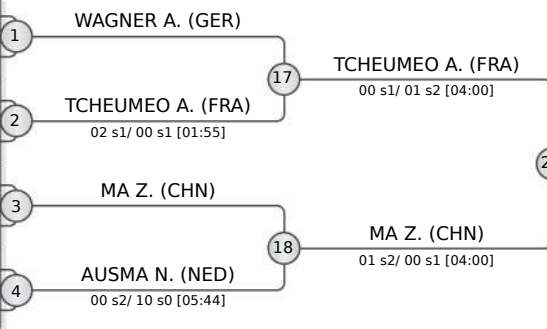 WAGNER A. (GER)
1
17
TCHEUMEO A. (FRA)
00 s1/ 01 s2 [04:00]
TCHEUMEO A. (FRA)
2
02 s1/ 00 s1 [01:55]
2
MA Z. (CHN)
3
18
MA Z. (CHN)
01 s2/ 00 s1 [04:00]
AUSMA N. (NED)
4
00 s2/ 10 s0 [05:44]